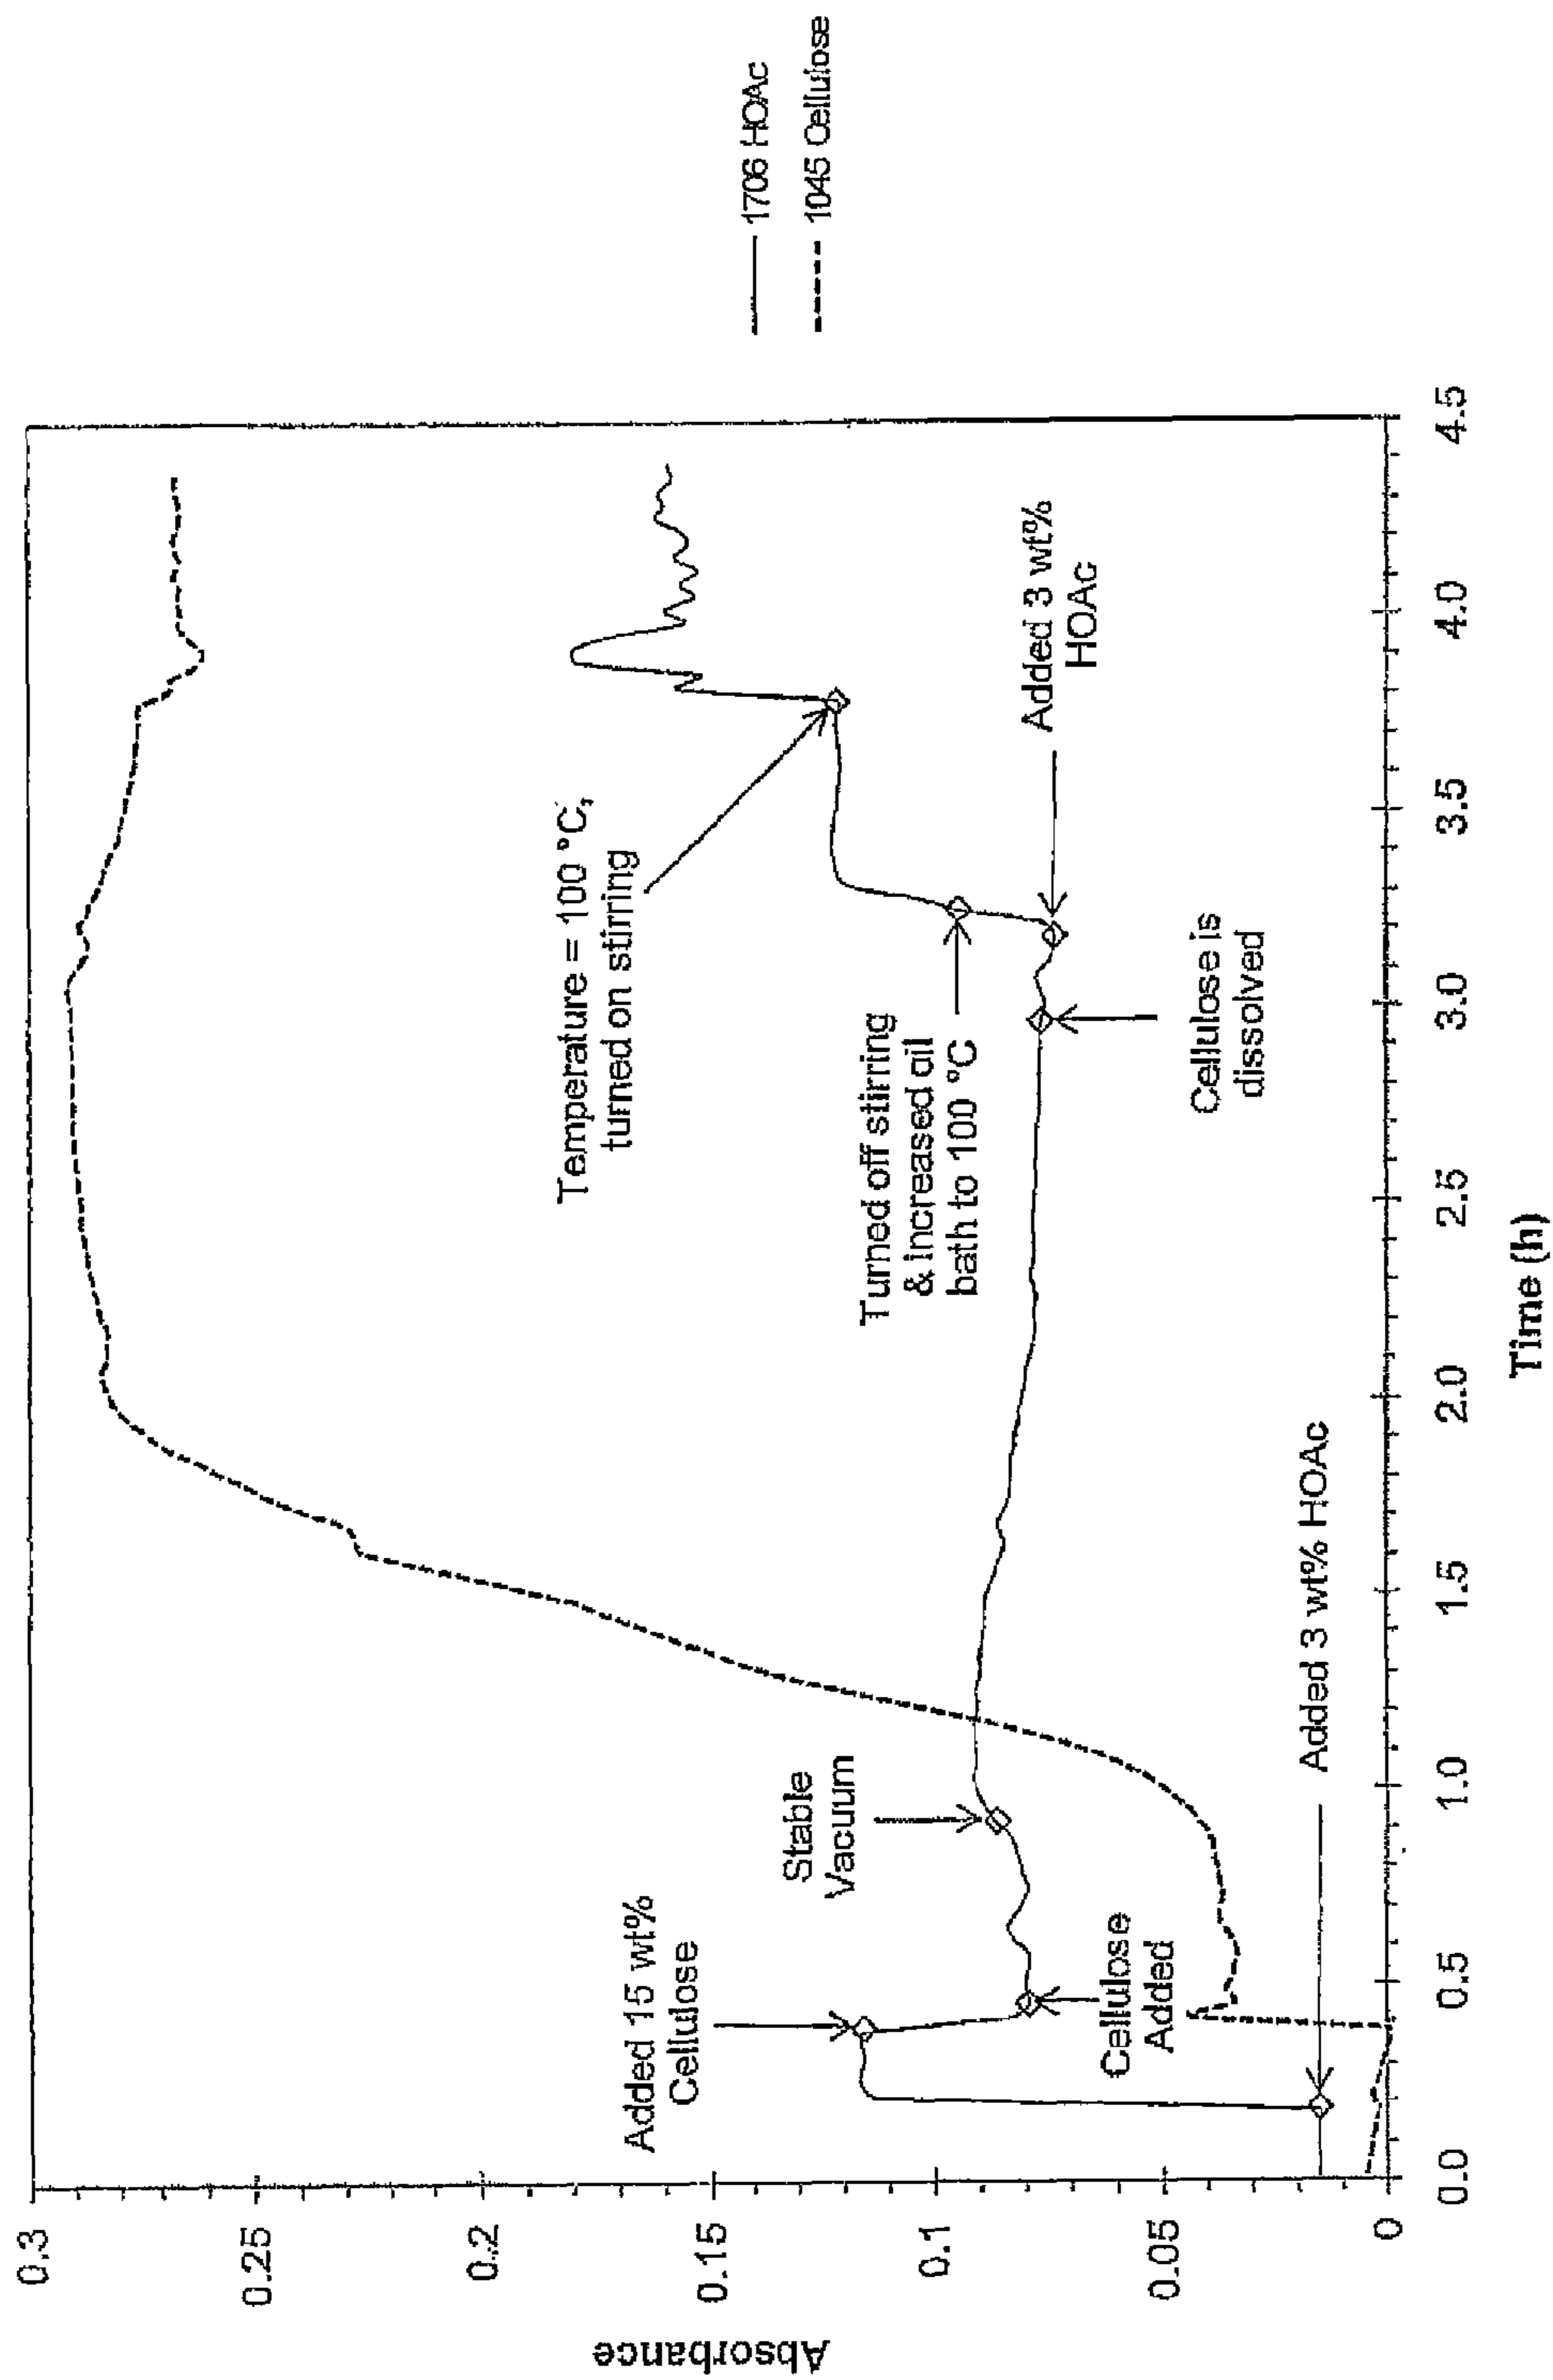 0.3
0.25
0.2
0.15
0.1
0.05
0
Absorbance
0.0
0.5
1.0
1.5
2.0
2.5
3.0
3.5
4.0
4.5
Time (h)
Added 15 wt%
Cellulose
Stable
Vacuum
Cellulose
Added
Added 3 wt% HOAc
Temperature = 100 °C,
turned on stirring
Turned off stirring
& increased oil
bath to 100 °C
Cellulose is
dissolved
Added 3 wt%
HOAc
1706 HOAc
1045 Cellulose